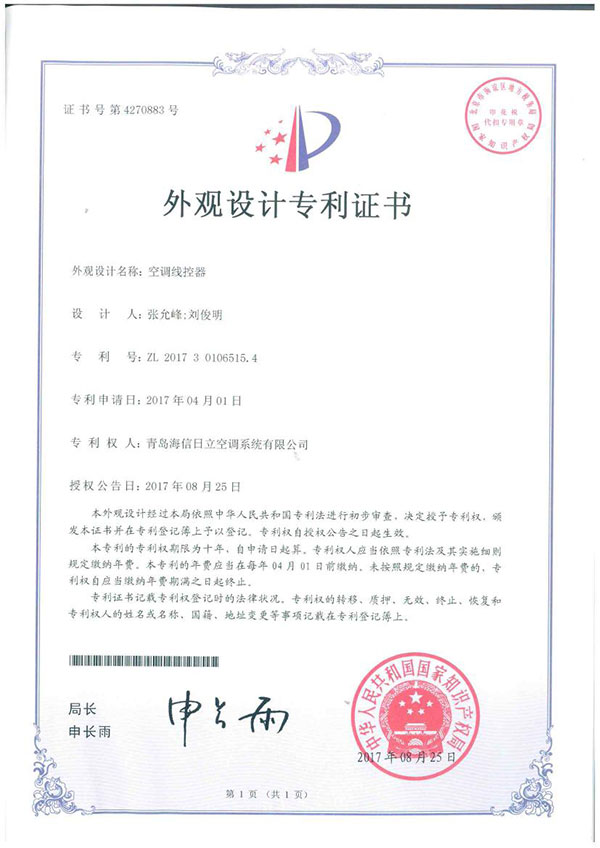 证书号第4270883号
印花税
代扣专用章
外观设计专利证书
外观设计名称：空调线控器
设计人：张允峰;刘俊明
专利号：ZL 2017 3 0106515.4
专利申请日：2017年04月01日
专利权人：青岛海信日立空调系统有限公司
授权公告日：2017年08月25日
本外观设计经过本局依照中华人民共和国专利法进行初步审查，决定授予专利权，颁
发本证书并在专利登记簿上予以登记。专利权自授权公告之日起生效。
本专利的专利权期限为十年，自申请日起算。专利权人应当依照专利法及其实施细则
规定缴纳年费。本专利的年费应当在每年04月01日前缴纳。未按照规定缴纳年费的，专
利权自应当缴纳年费期满之日起终止。
专利证书记载专利权登记时的法律状况。专利权的转移、质押、无效、终止、恢复和
专利权人的姓名或名称、国籍、地址变更等事项记载在专利登记簿上。
局长
申长雨
申长雨
中华人民共和国国家知识产权局
2017年08月25日
第1页（共1页）